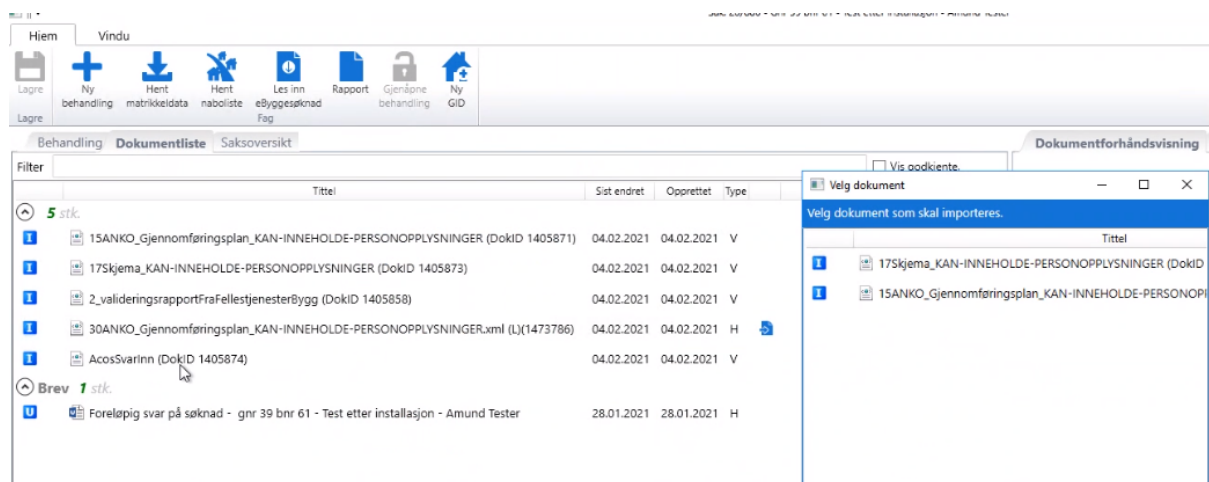 Hjem Vindu
Lagre
Ny behandling
Hent matrikkeldata
Hent naboliste
Les inn eByggesøknad
Rapport
Gjenåpne behandling
Ny GID
Lagre Fag
Behandling Dokumentliste Saksoversikt Dokumentforhåndsvisning
Filter Vis godkjente.
Tittel Sist endret Opprettet Type
5 stk.
I 15ANKO_Gjennomføringsplan_KAN-INNEHOLDE-PERSONOPPLYSNINGER (DokID 1405871) 04.02.2021 04.02.2021 V
I 17Skjema_KAN-INNEHOLDE-PERSONOPPLYSNINGER (DokID 1405873) 04.02.2021 04.02.2021 V
I 2_valideringsrapportFraFellestjenesterBygg (DokID 1405858) 04.02.2021 04.02.2021 V
I 30ANKO_Gjennomføringsplan_KAN-INNEHOLDE-PERSONOPPLYSNINGER.xml (L)(1473786) 04.02.2021 04.02.2021 H
I AcosSvarInn (DokID 1405874) 04.02.2021 04.02.2021 V
Brev 1 stk.
U Foreløpig svar på søknad - gnr 39 bnr 61 - Test etter installasjon - Amund Tester 28.01.2021 28.01.2021 H
Velg dokument
Velg dokument som skal importeres.
Tittel
I 17Skjema_KAN-INNEHOLDE-PERSONOPPLYSNINGER (DokID
I 15ANKO_Gjennomføringsplan_KAN-INNEHOLDE-PERSONOPP